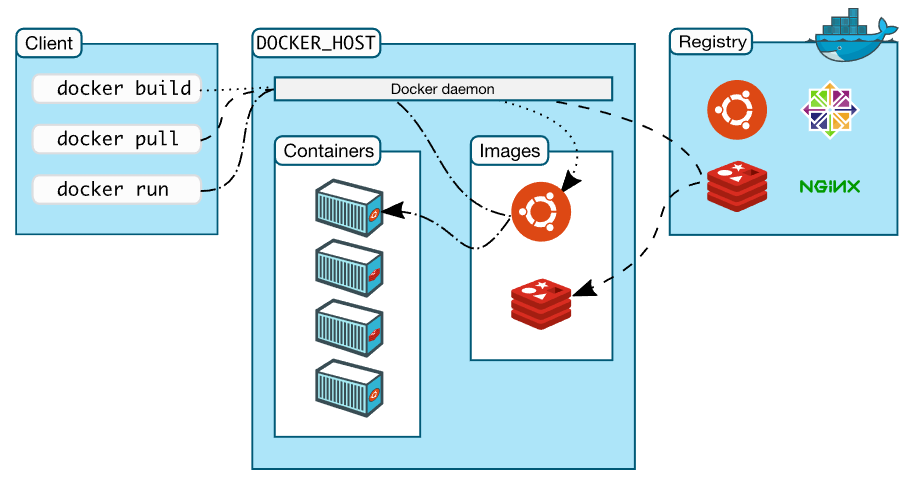 Client
docker build
docker pull
docker run
DOCKER_HOST
Docker daemon
Containers
Images
Registry
NGINX